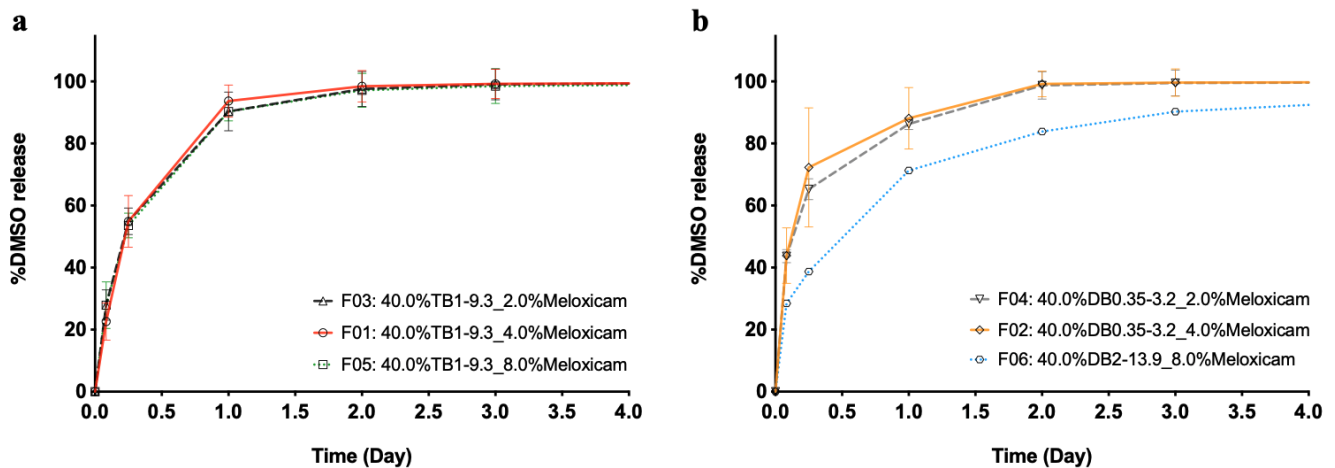 a
%DMSO release
100
80
60
40
20
0
F03: 40.0%TB1-9.3_2.0%Meloxicam
F01: 40.0%TB1-9.3_4.0%Meloxicam
F05: 40.0%TB1-9.3_8.0%Meloxicam
0.0 0.5 1.0 1.5 2.0 2.5 3.0 3.5 4.0
Time (Day)
b
%DMSO release
100
80
60
40
20
0
F04: 40.0%DB0.35-3.2_2.0%Meloxicam
F02: 40.0%DB0.35-3.2_4.0%Meloxicam
F06: 40.0%DB2-13.9_8.0%Meloxicam
0.0 0.5 1.0 1.5 2.0 2.5 3.0 3.5 4.0
Time (Day)